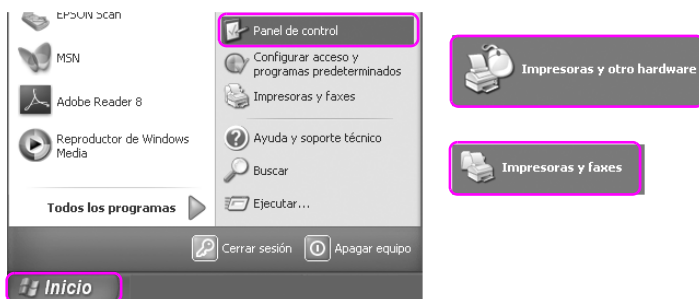 EPSON Scan
MSN
Adobe Reader 8
Reproductor de Windows
Media
Todos los programas
Panel de control
Configurar acceso y
programas predeterminados
Impresoras y faxes
Ayuda y soporte técnico
Buscar
Ejecutar...
Cerrar sesión
Apagar equipo
Inicio
Impresoras y otro hardware
Impresoras y faxes